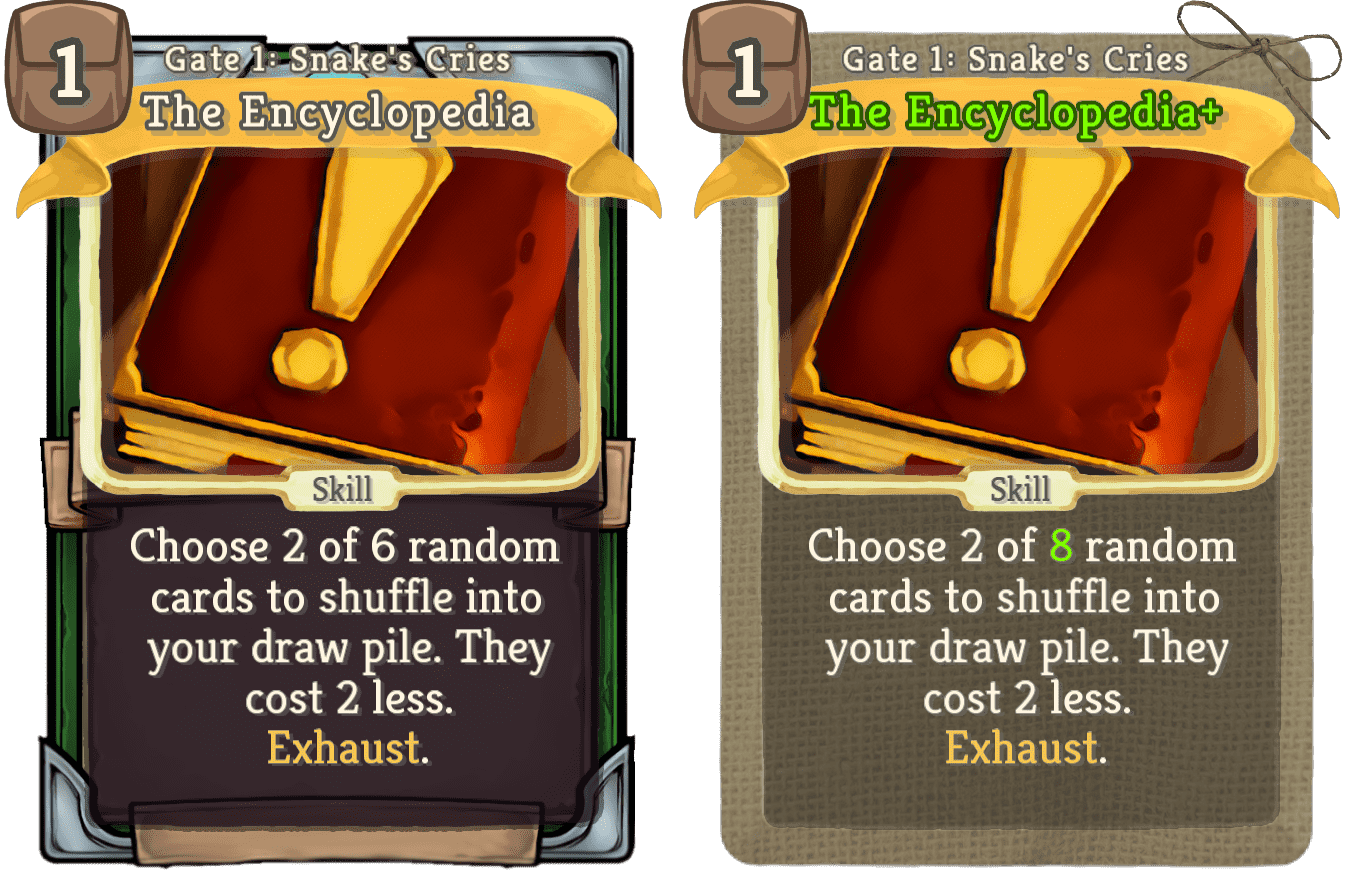 1
Gate 1: Snake's Cries
The Encyclopedia
Skill
Choose 2 of 6 random
cards to shuffle into
your draw pile. They
cost 2 less.
Exhaust.
1
Gate 1: Snake's Cries
The Encyclopedia+
Skill
Choose 2 of 8 random
cards to shuffle into
your draw pile. They
cost 2 less.
Exhaust.